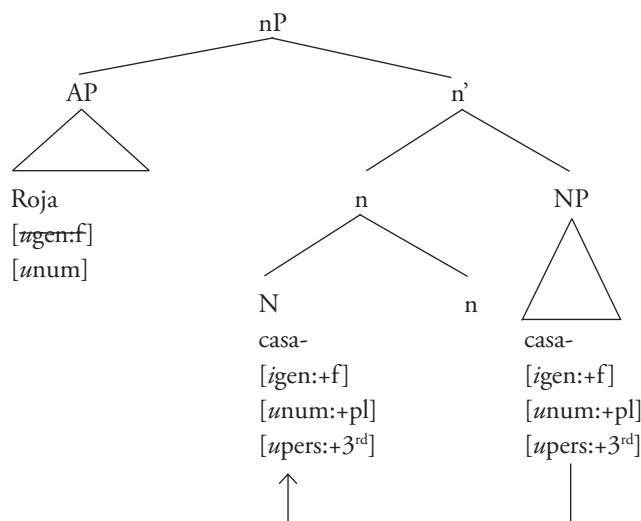 nP
AP n’
n NP
Roja
[ugen:f]
[unum]
N n
casa- casa-
[igen:+f] [igen:+f]
[unum:+pl] [unum:+pl]
[upers:+3rd] [upers:+3rd]